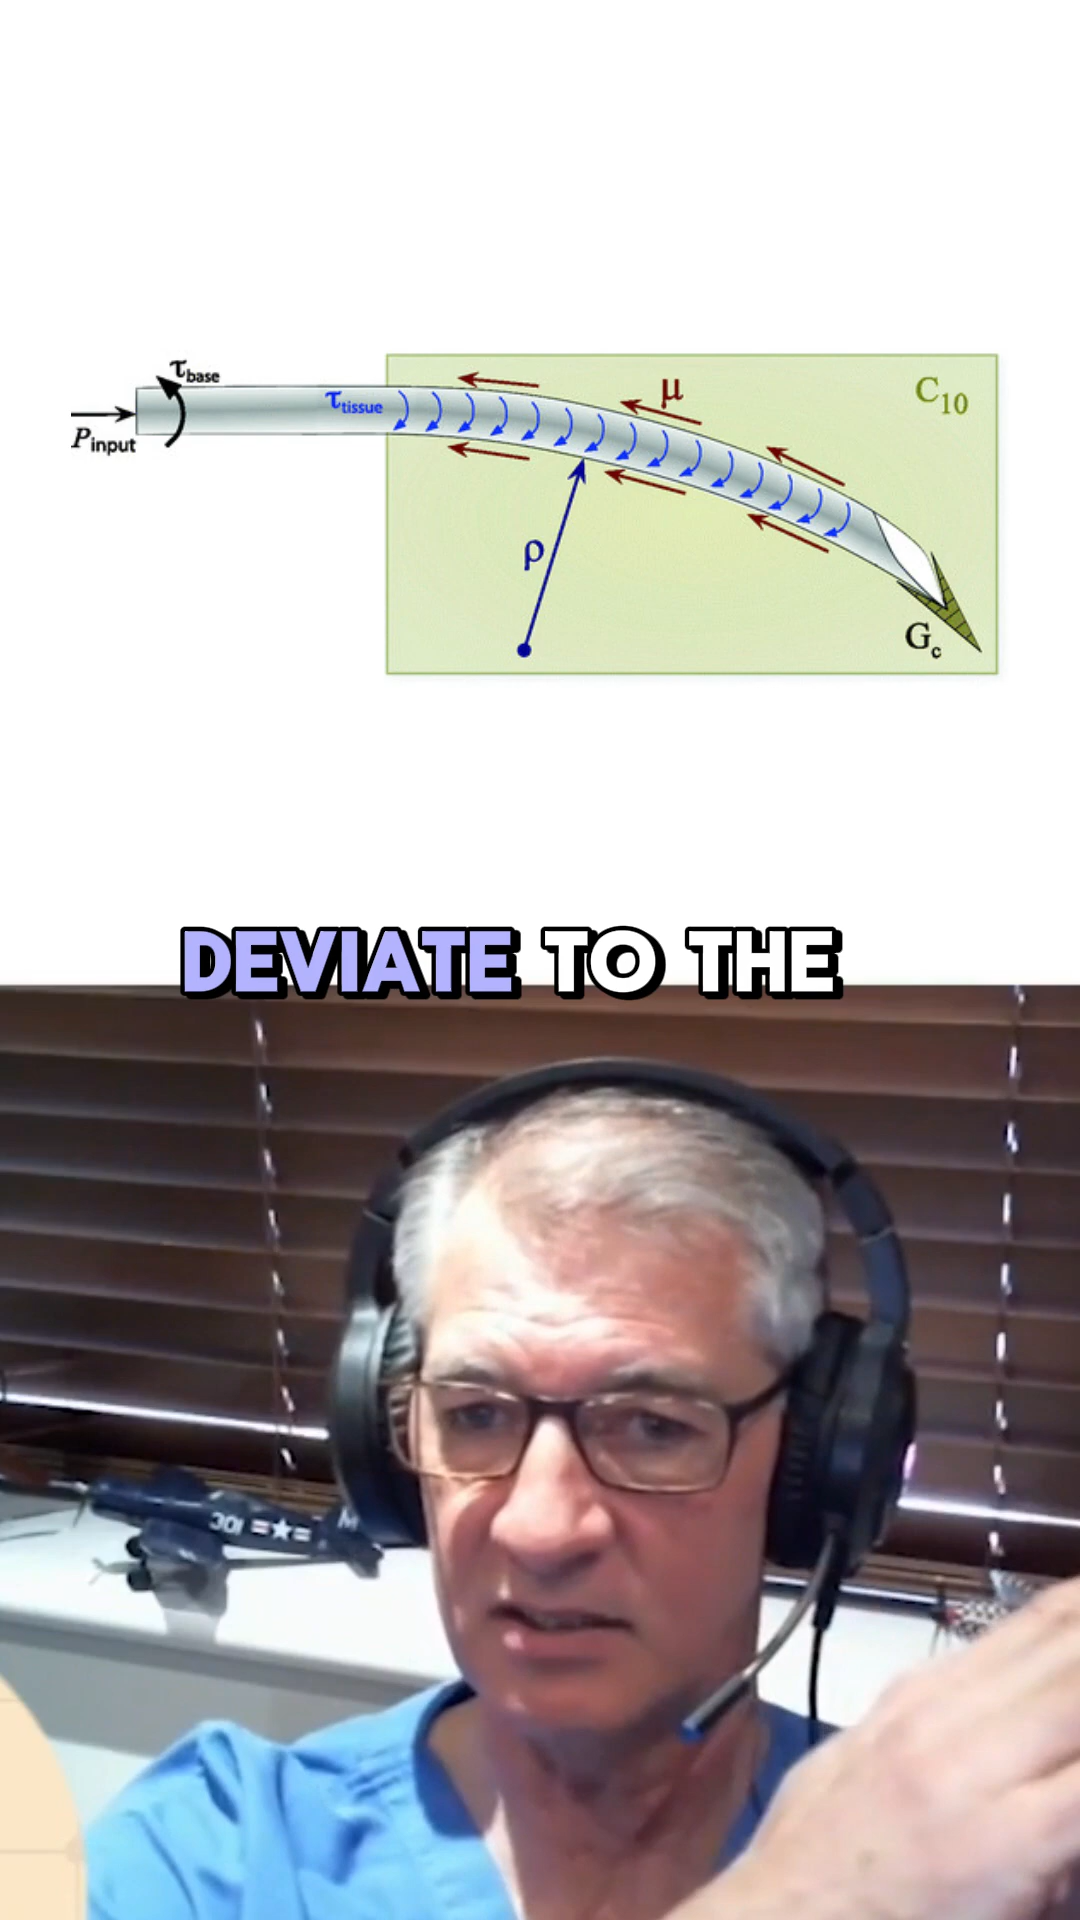 τbase
Pinput
τtissue
μ
C10
ρ
Gc
DEVIATE TO THE
301
M